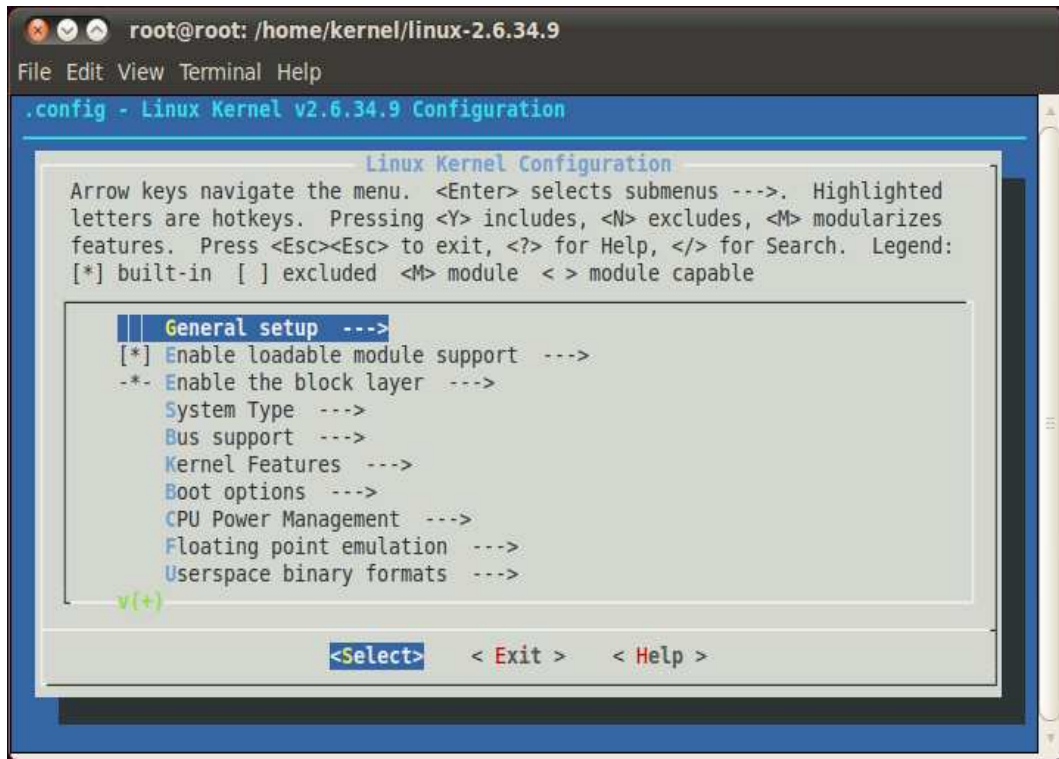 root@root: /home/kernel/linux-2.6.34.9
File Edit View Terminal Help
.config - Linux Kernel v2.6.34.9 Configuration
Linux Kernel Configuration
Arrow keys navigate the menu. <Enter> selects submenus --->. Highlighted
letters are hotkeys. Pressing <Y> includes, <N> excludes, <M> modularizes
features. Press <Esc><Esc> to exit, <?> for Help, </> for Search. Legend:
[*] built-in [ ] excluded <M> module < > module capable
General setup --->
[*] Enable loadable module support --->
-*- Enable the block layer --->
System Type --->
Bus support --->
Kernel Features --->
Boot options --->
CPU Power Management --->
Floating point emulation --->
Userspace binary formats --->
v(+)
<Select> < Exit > < Help >